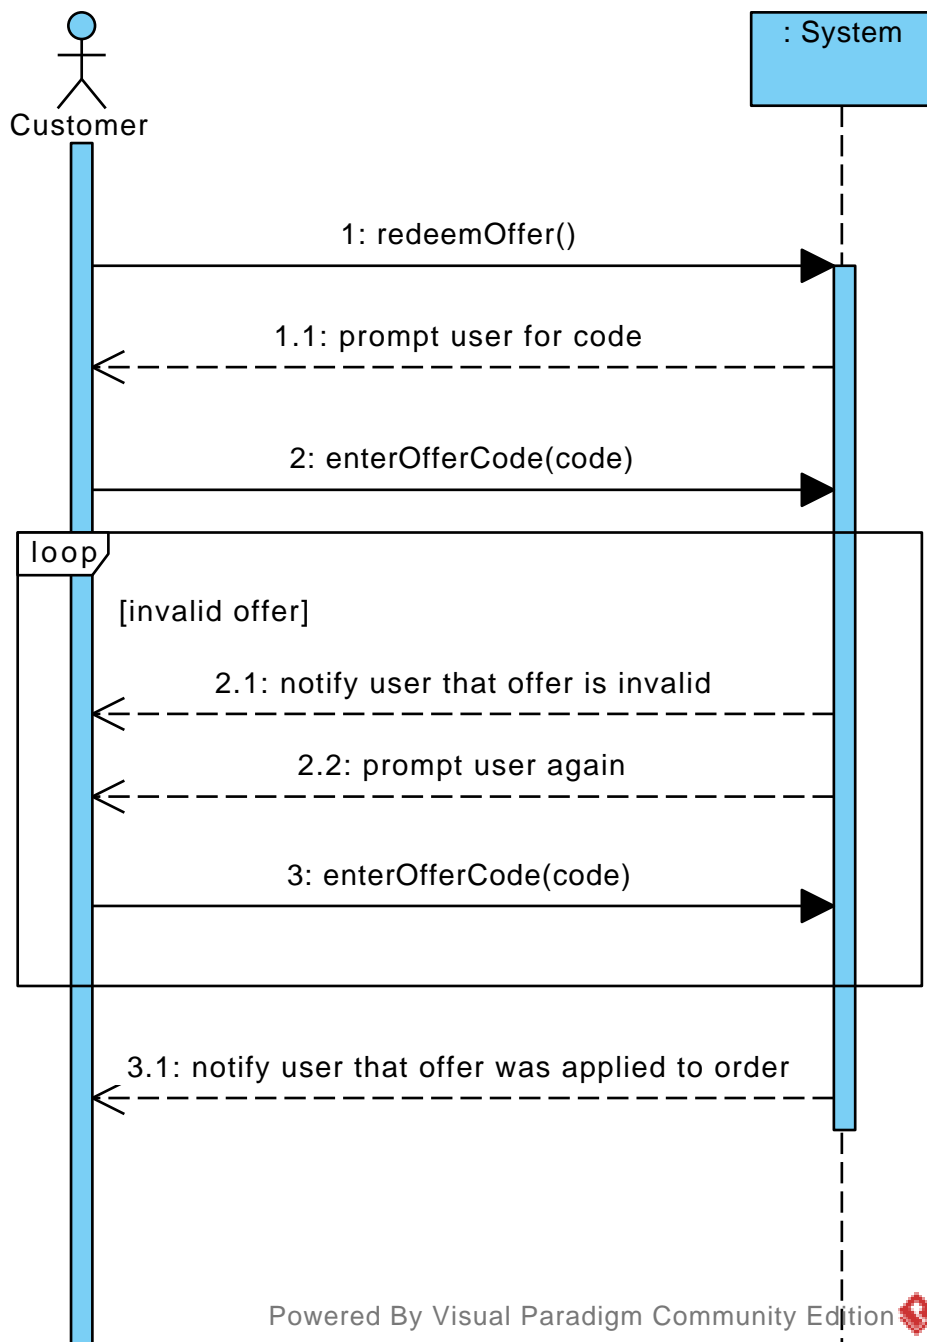 : System
Customer
1: redeemOffer()
1.1: prompt user for code
2: enterOfferCode(code)
loop
[invalid offer]
2.1: notify user that offer is invalid
2.2: prompt user again
3: enterOfferCode(code)
3.1: notify user that offer was applied to order
Powered By Visual Paradigm Community Edition